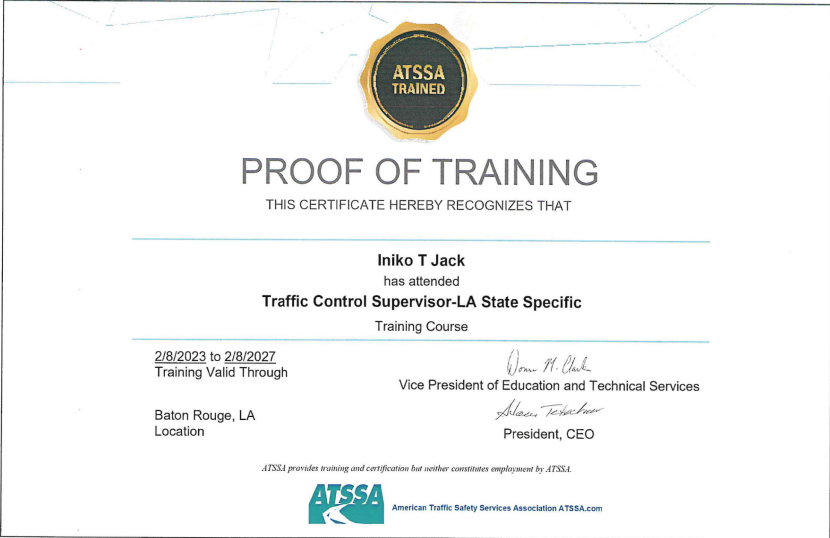 ATSSA
TRAINED
PROOF OF TRAINING
THIS CERTIFICATE HEREBY RECOGNIZES THAT
Iniko T Jack
has attended
Traffic Control Supervisor-LA State Specific
Training Course
2/8/2023 to 2/8/2027
Training Valid Through
Donna M. Clark
Vice President of Education and Technical Services
Baton Rouge, LA
Location
President, CEO
ATSSA provides training and certification but neither constitutes employment by ATSSA.
ATSSA
American Traffic Safety Services Association ATSSA.com